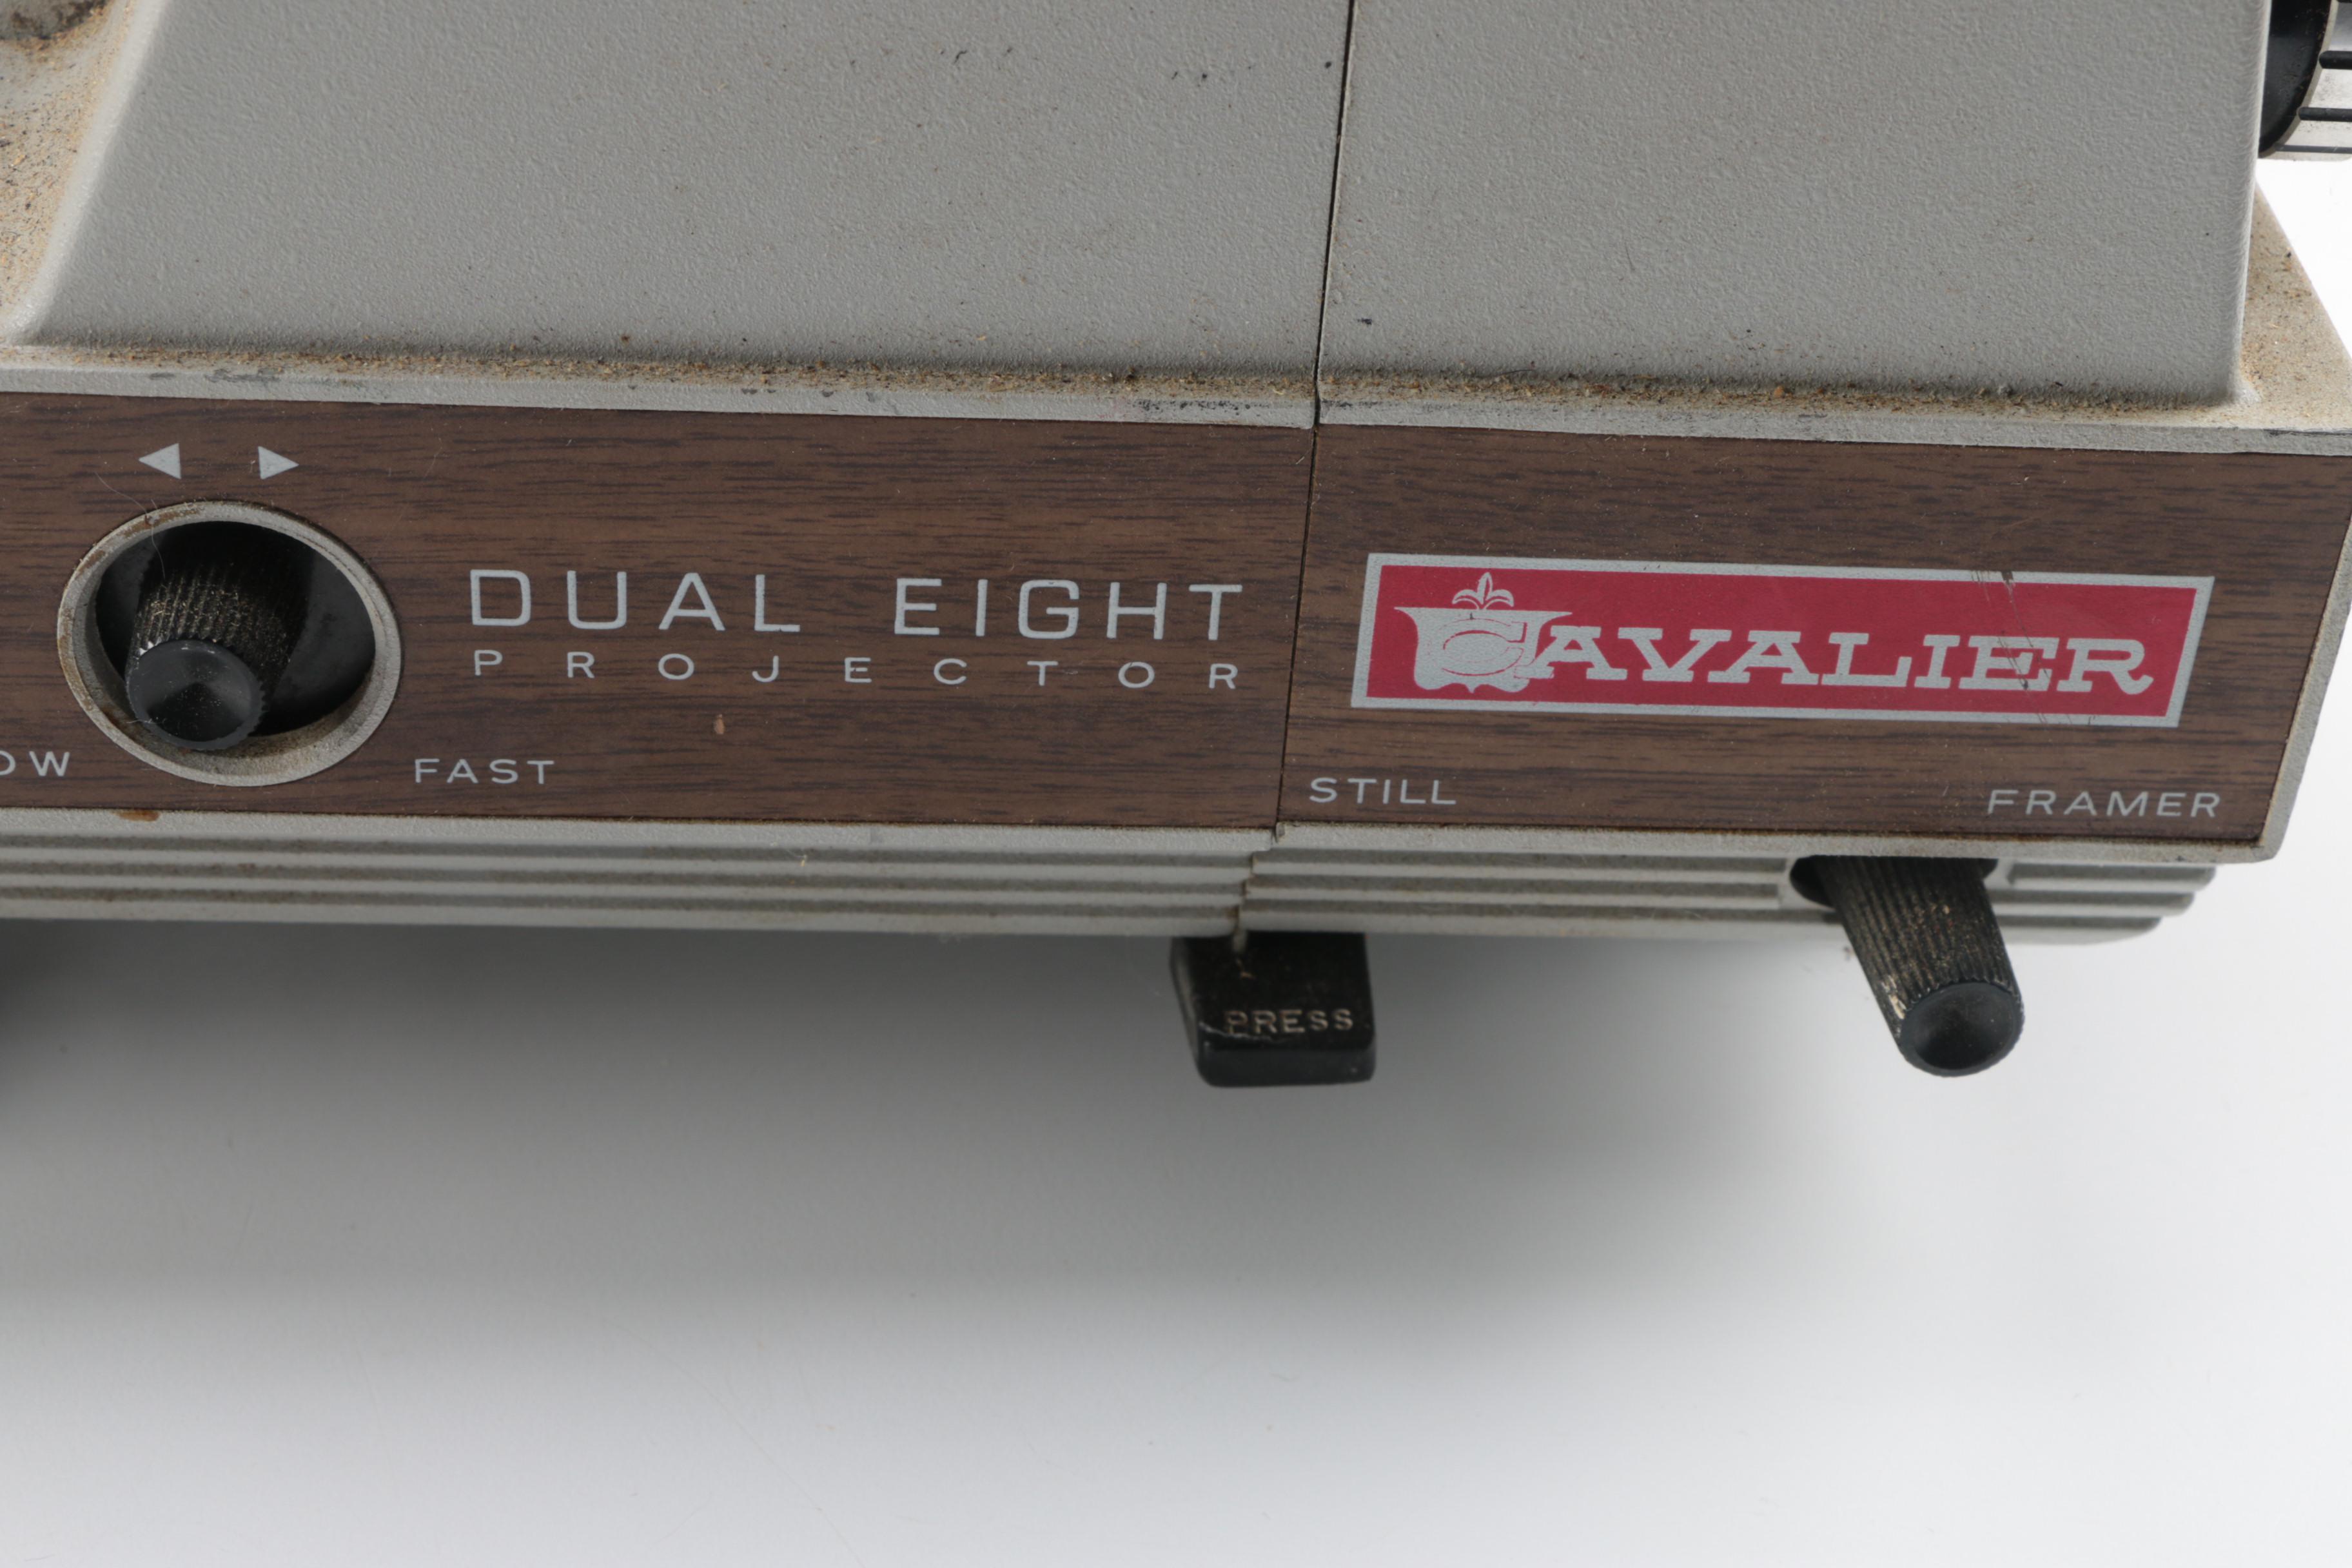 DUAL EIGHT
PROJECTOR
CAVALIER
FAST
STILL
FRAMER
PRESS